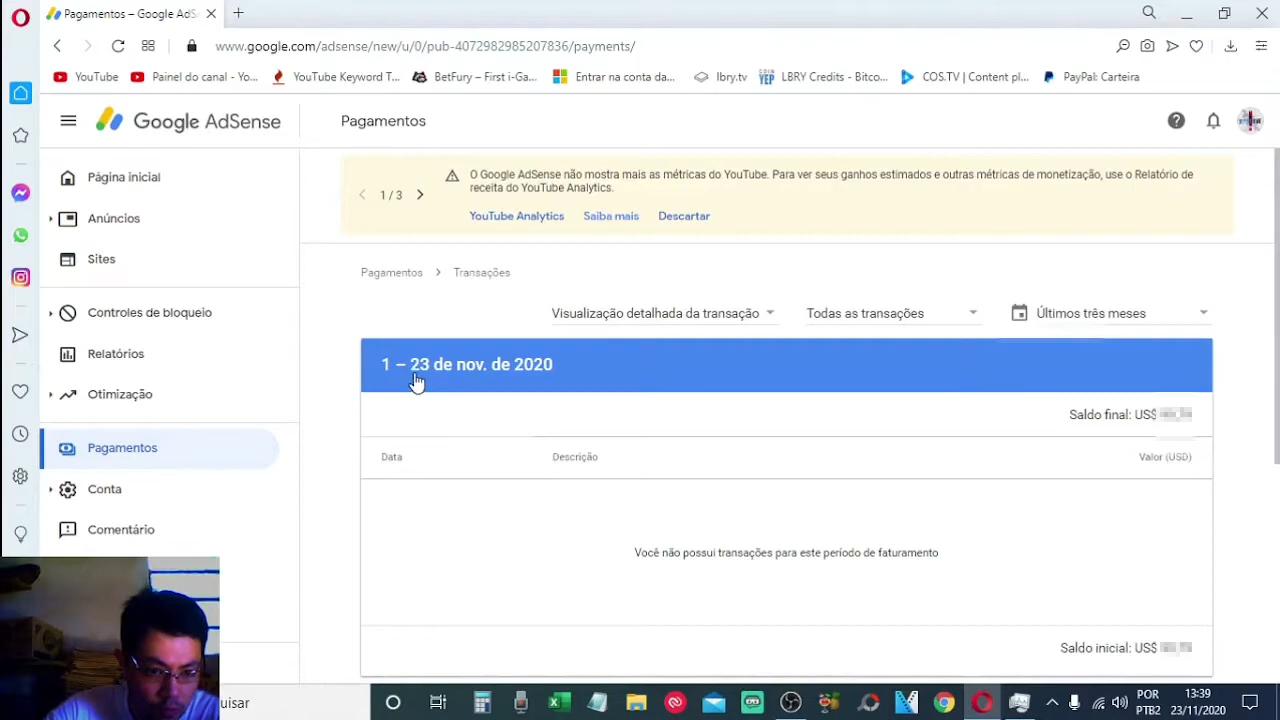 Pagamentos – Google AdS
www.google.com/adsense/new/u/0/pub-4072982985207836/payments/
YouTube
Painel do canal - Yo...
YouTube Keyword T...
BetFury – First i-Ga...
Entrar na conta da...
lbry.tv
LBRY Credits - Bitco...
COS.TV | Content pl...
PayPal: Carteira
Google AdSense
Pagamentos
Página inicial
Anúncios
Sites
Controles de bloqueio
Relatórios
Otimização
Pagamentos
Conta
Comentário
1 / 3
O Google AdSense não mostra mais as métricas do YouTube. Para ver seus ganhos estimados e outras métricas de monetização, use o Relatório de
receita do YouTube Analytics.
YouTube Analytics Saiba mais Descartar
Pagamentos > Transações
Visualização detalhada da transação
Todas as transações
Últimos três meses
1 – 23 de nov. de 2020
Saldo final: US$
Data Descrição Valor (USD)
Você não possui transações para este período de faturamento
Saldo inicial: US$
uisar
POR
PTB2
13:39
23/11/2020